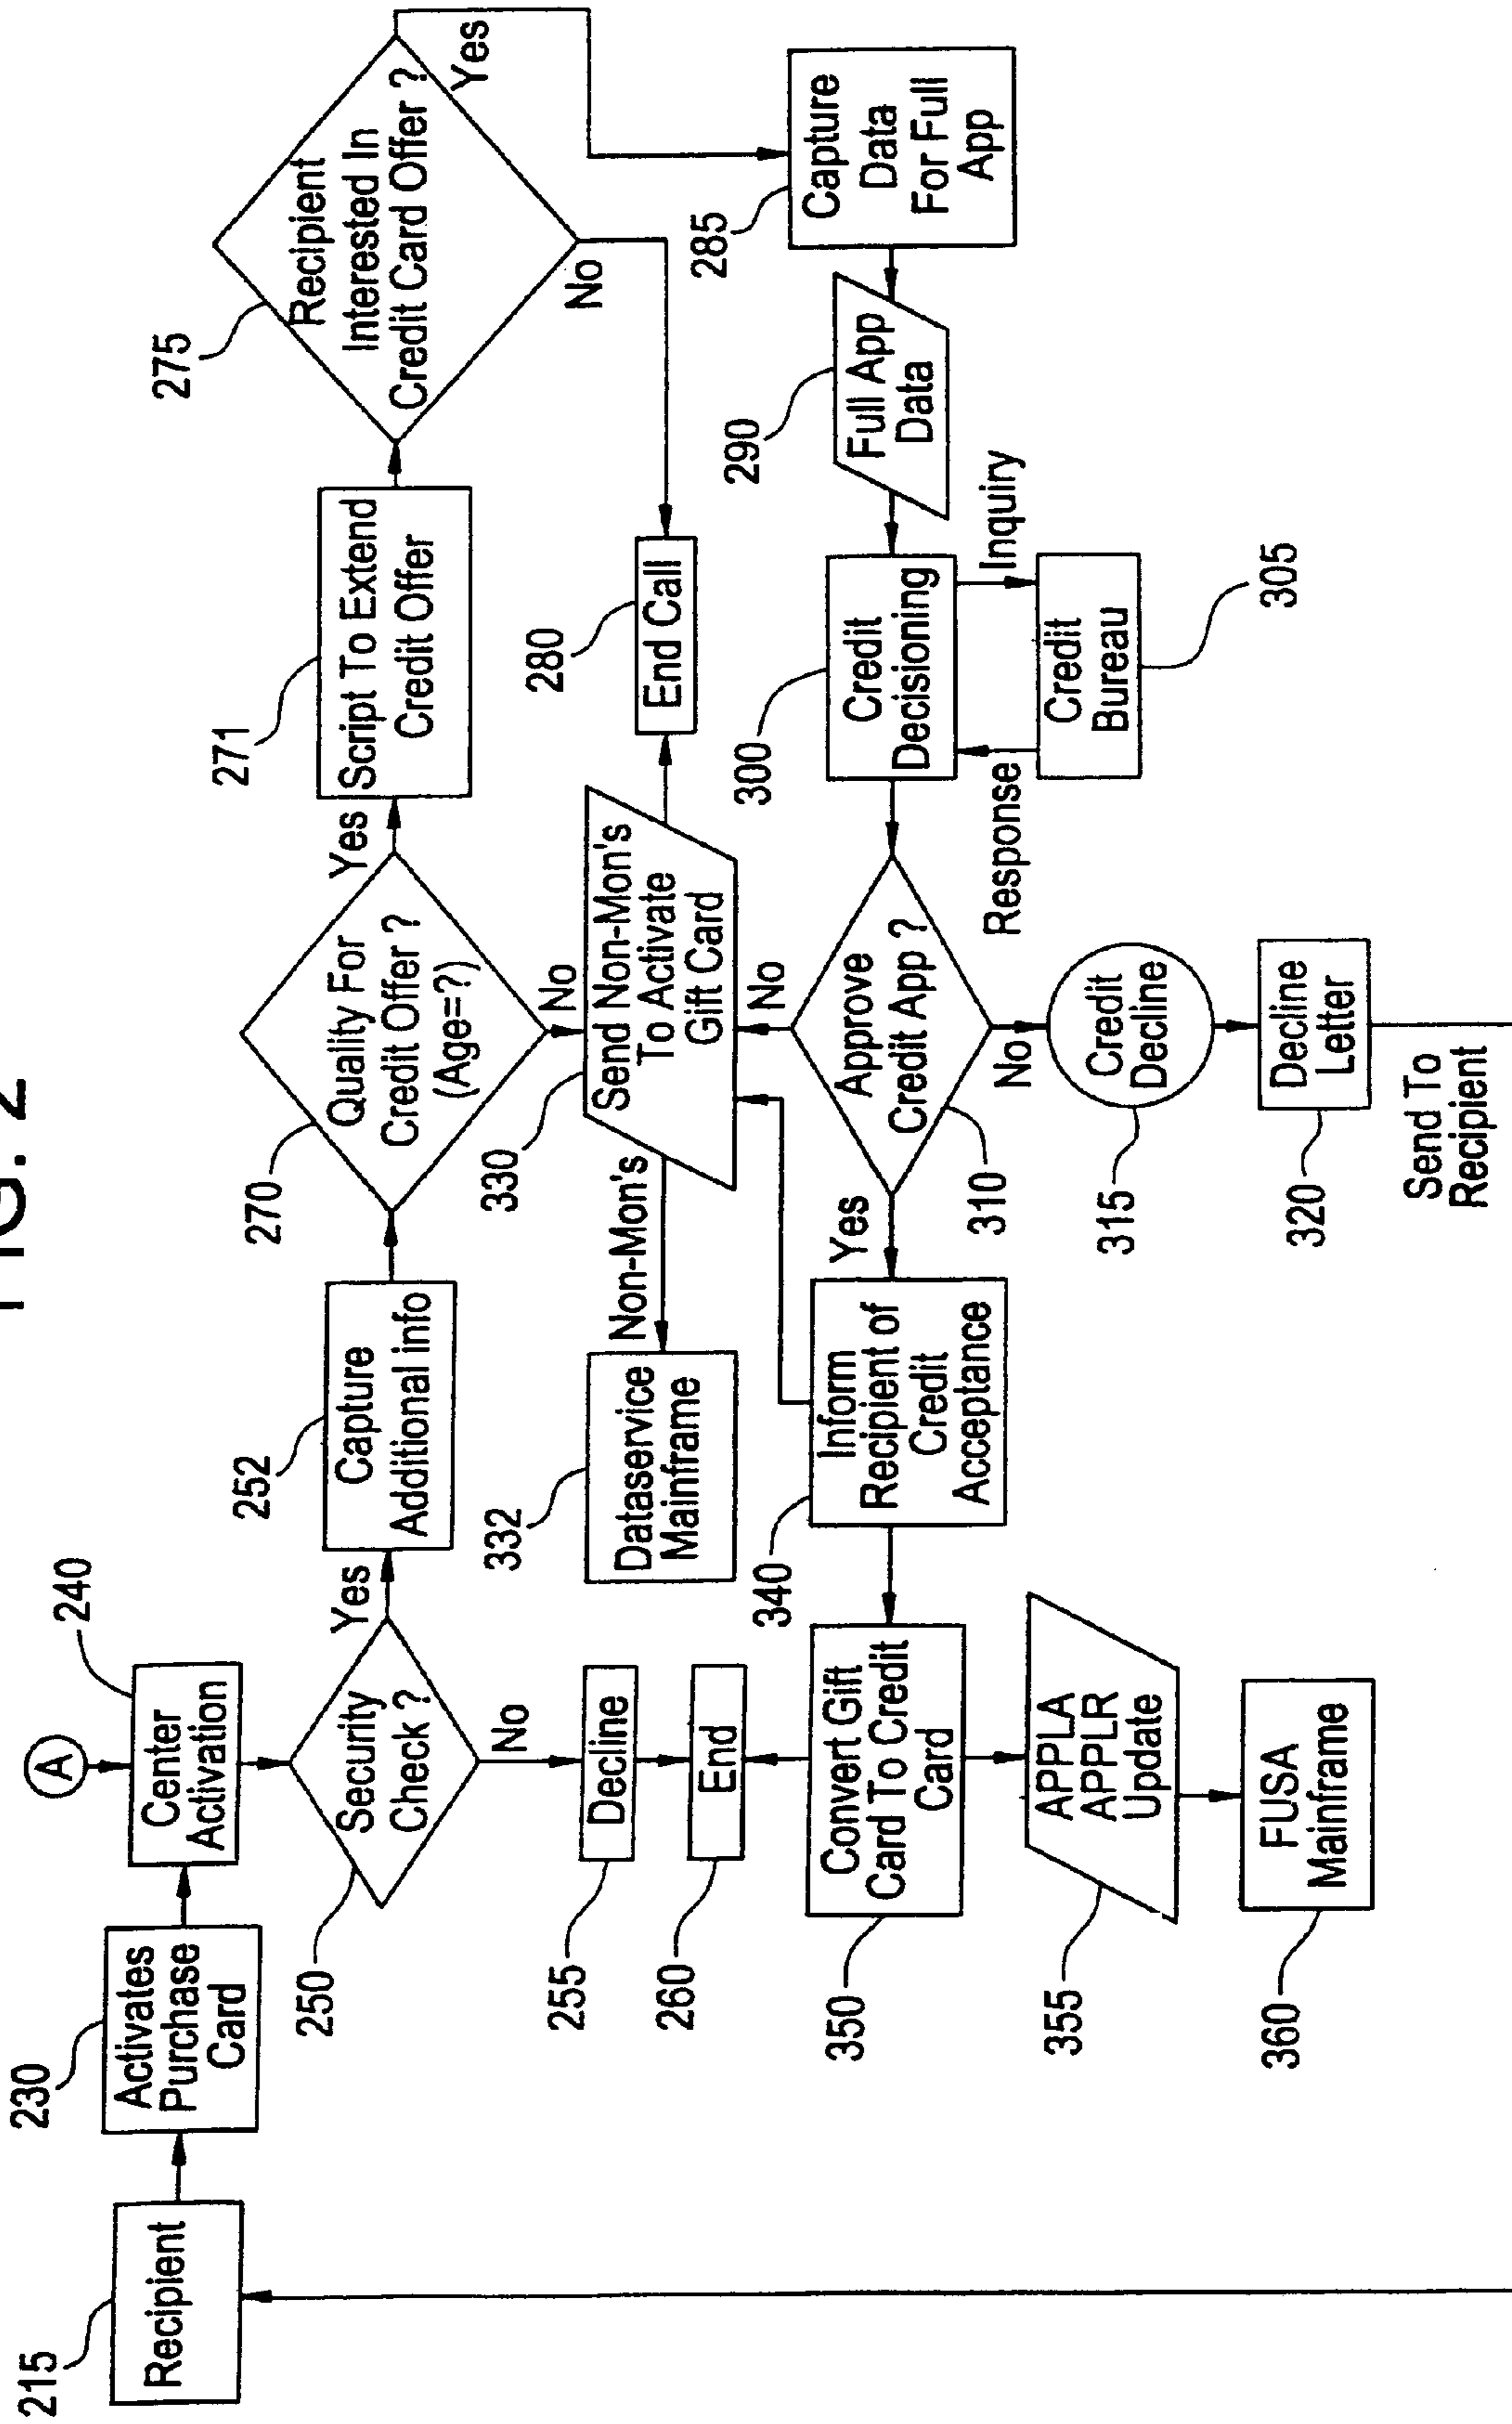 FIG. 2
A
215
Recipient
230
Activates
Purchase
Card
240
Center
Activation
250
Security
Check ?
Yes
No
252
Capture
Additional info
270
Quality For
Credit Offer ?
(Age=?)
Yes
No
271
Script To Extend
Credit Offer
275
Recipient
Interested In
Credit Card Offer ?
Yes
No
255
Decline
260
End
332
Dataservice
Mainframe
Non-Mon's
330
Send Non-Mon's
To Activate
Gift Card
280
End Call
285
Capture
Data
For Full
App
290
Full App
Data
300
Credit
Decisioning
Inquiry
Response
305
Credit
Bureau
310
Approve
Credit App ?
No
Yes
No
340
Inform
Recipient of
Credit
Acceptance
350
Convert Gift
Card To Credit
Card
355
APPLA
APPLR
Update
360
FUSA
Mainframe
315
Credit
Decline
320
Decline
Letter
Send To
Recipient